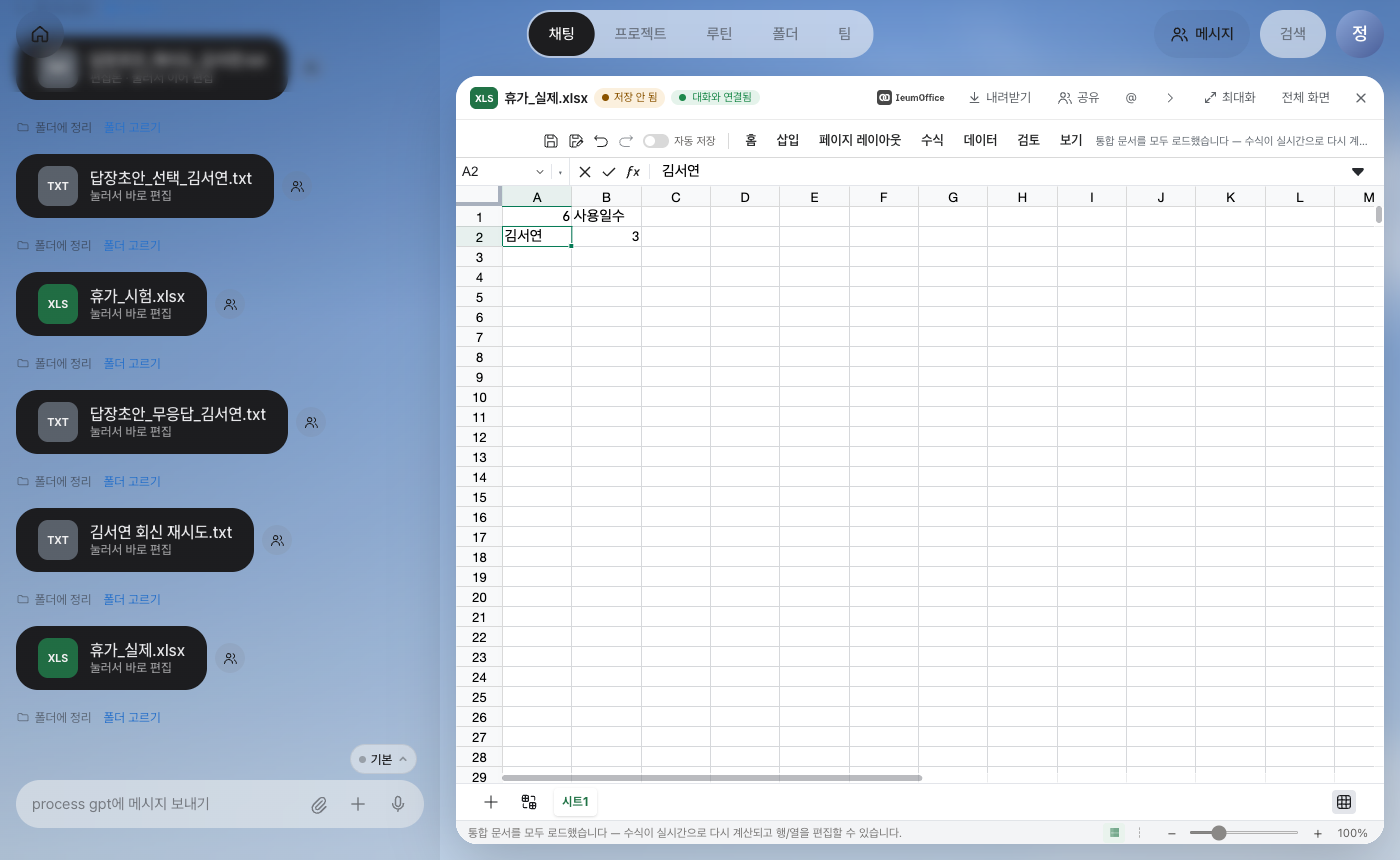 채팅
프로젝트
루틴
폴더
팀
메시지
검색
정
폴더에 정리 폴더 고르기
TXT
답장초안_선택_김서연.txt
눌러서 바로 편집
폴더에 정리 폴더 고르기
XLS
휴가_시험.xlsx
눌러서 바로 편집
폴더에 정리 폴더 고르기
TXT
답장초안_무응답_김서연.txt
눌러서 바로 편집
폴더에 정리 폴더 고르기
TXT
김서연 회신 재시도.txt
눌러서 바로 편집
폴더에 정리 폴더 고르기
XLS
휴가_실제.xlsx
눌러서 바로 편집
폴더에 정리 폴더 고르기
기본
process gpt에 메시지 보내기
XLS 휴가_실제.xlsx 저장 안 됨 대화와 연결됨 IeumOffice 내려받기 공유 @ 최대화 전체 화면
자동 저장 홈 삽입 페이지 레이아웃 수식 데이터 검토 보기 통합 문서를 모두 로드했습니다 — 수식이 실시간으로 다시 계...
A2 fx 김서연
A B C D E F G H I J K L M
1 6 사용일수
2 김서연 3
3
4
5
6
7
8
9
10
11
12
13
14
15
16
17
18
19
20
21
22
23
24
25
26
27
28
29
시트1
통합 문서를 모두 로드했습니다 — 수식이 실시간으로 다시 계산되고 행/열을 편집할 수 있습니다.
100%